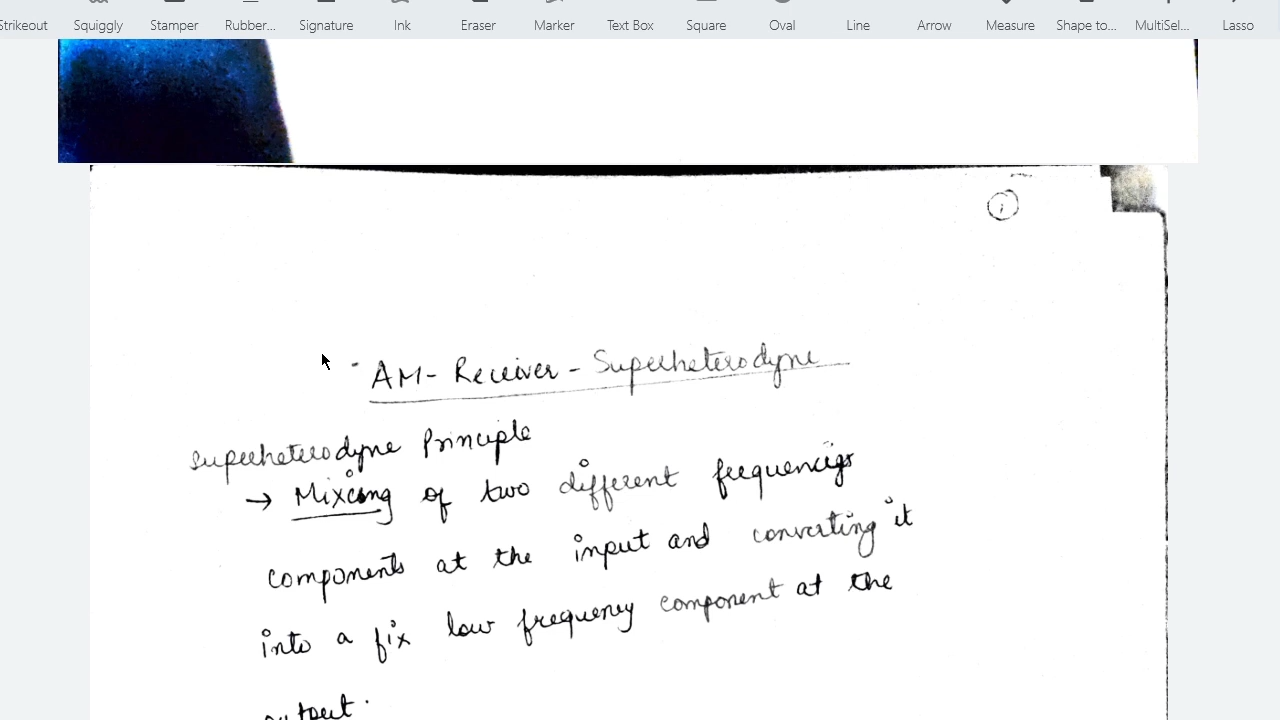 Strikeout Squiggly Stamper Rubber... Signature Ink Eraser Marker Text Box Square Oval Line Arrow Measure Shape to... MultiSel... Lasso
AM- Receiver - Superheterodyne
Superheterodyne Principle
→ Mixing of two different frequencies
components at the input and converting it
into a fix low frequency component at the
output.